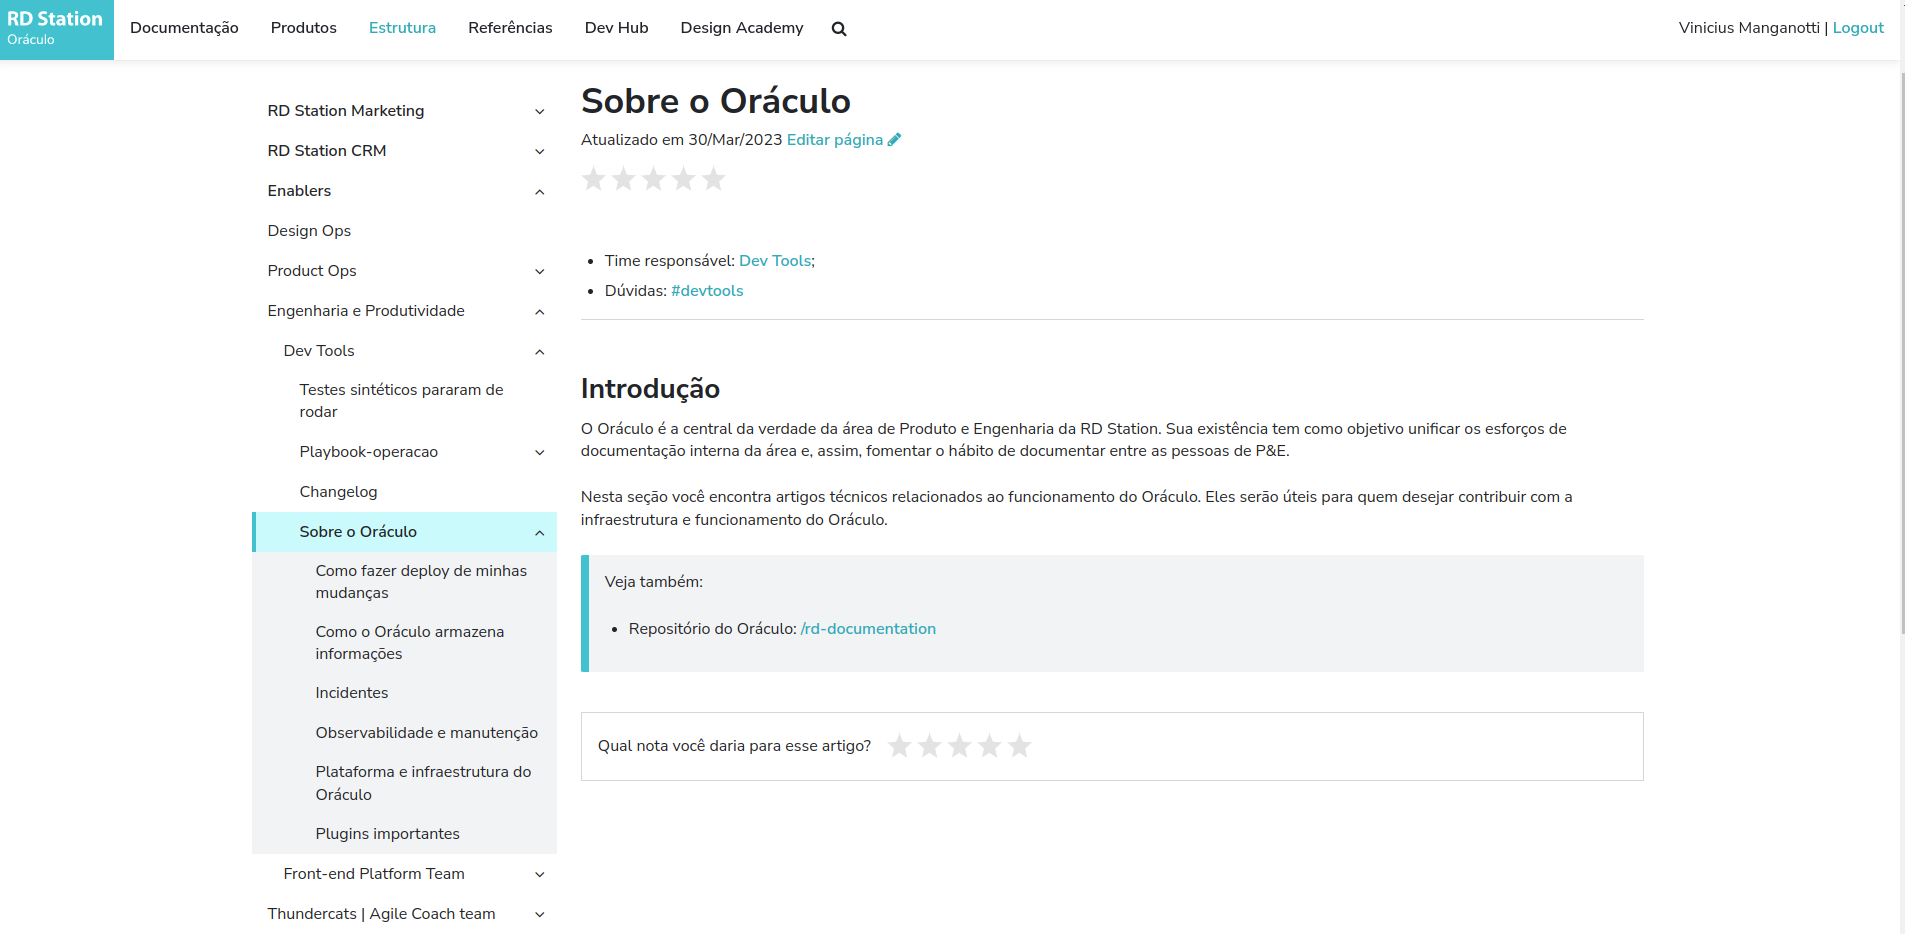 RD Station
Oráculo
Documentação
Produtos
Estrutura
Referências
Dev Hub
Design Academy
Vinicius Manganotti | Logout
RD Station Marketing
RD Station CRM
Enablers
Design Ops
Product Ops
Engenharia e Produtividade
Dev Tools
Testes sintéticos pararam de
rodar
Playbook-operacao
Changelog
Sobre o Oráculo
Como fazer deploy de minhas
mudanças
Como o Oráculo armazena
informações
Incidentes
Observabilidade e manutenção
Plataforma e infraestrutura do
Oráculo
Plugins importantes
Front-end Platform Team
Thundercats | Agile Coach team
Sobre o Oráculo
Atualizado em 30/Mar/2023 Editar página
Time responsável: Dev Tools;
Dúvidas: #devtools
Introdução
O Oráculo é a central da verdade da área de Produto e Engenharia da RD Station. Sua existência tem como objetivo unificar os esforços de
documentação interna da área e, assim, fomentar o hábito de documentar entre as pessoas de P&E.
Nesta seção você encontra artigos técnicos relacionados ao funcionamento do Oráculo. Eles serão úteis para quem desejar contribuir com a
infraestrutura e funcionamento do Oráculo.
Veja também:
Repositório do Oráculo: /rd-documentation
Qual nota você daria para esse artigo?